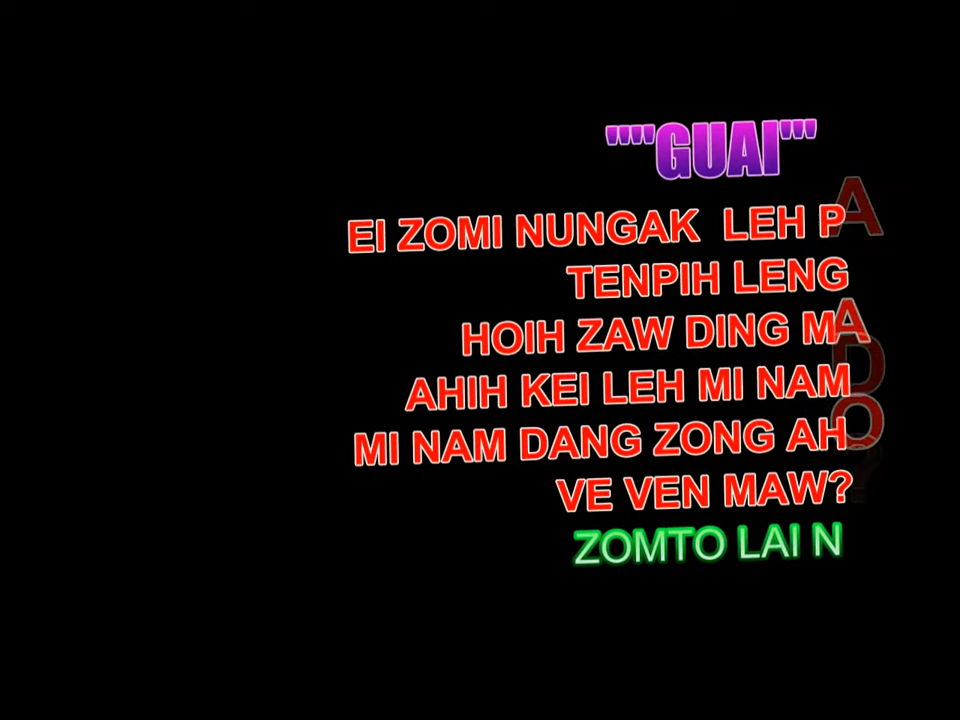 ""'"GUAI"'"
EI ZOMI NUNGAK LEH P
TENPIH LENG
HOIH ZAW DING M
AHIH KEI LEH MI NAM
MI NAM DANG ZONG AH
VE VEN MAW?
ZOMTO LAI N
A
A
D
O